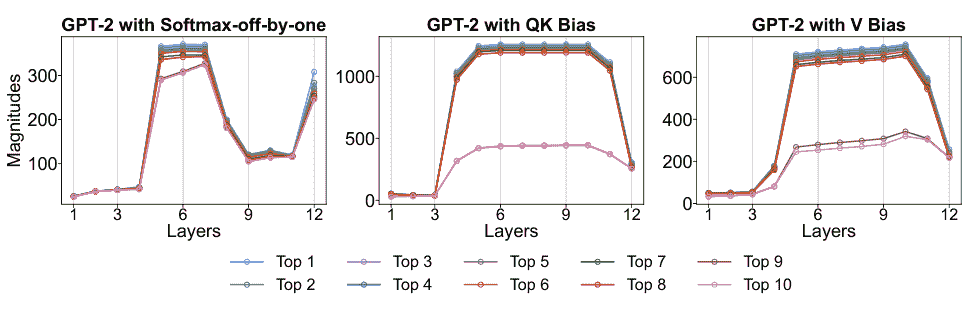 GPT-2 with Softmax-off-by-one
GPT-2 with QK Bias
GPT-2 with V Bias
Magnitudes
300
200
100
1 3 6 9 12
Layers
1000
500
0
1 3 6 9 12
Layers
600
400
200
0
1 3 6 9 12
Layers
Top 1 Top 3 Top 5 Top 7 Top 9
Top 2 Top 4 Top 6 Top 8 Top 10